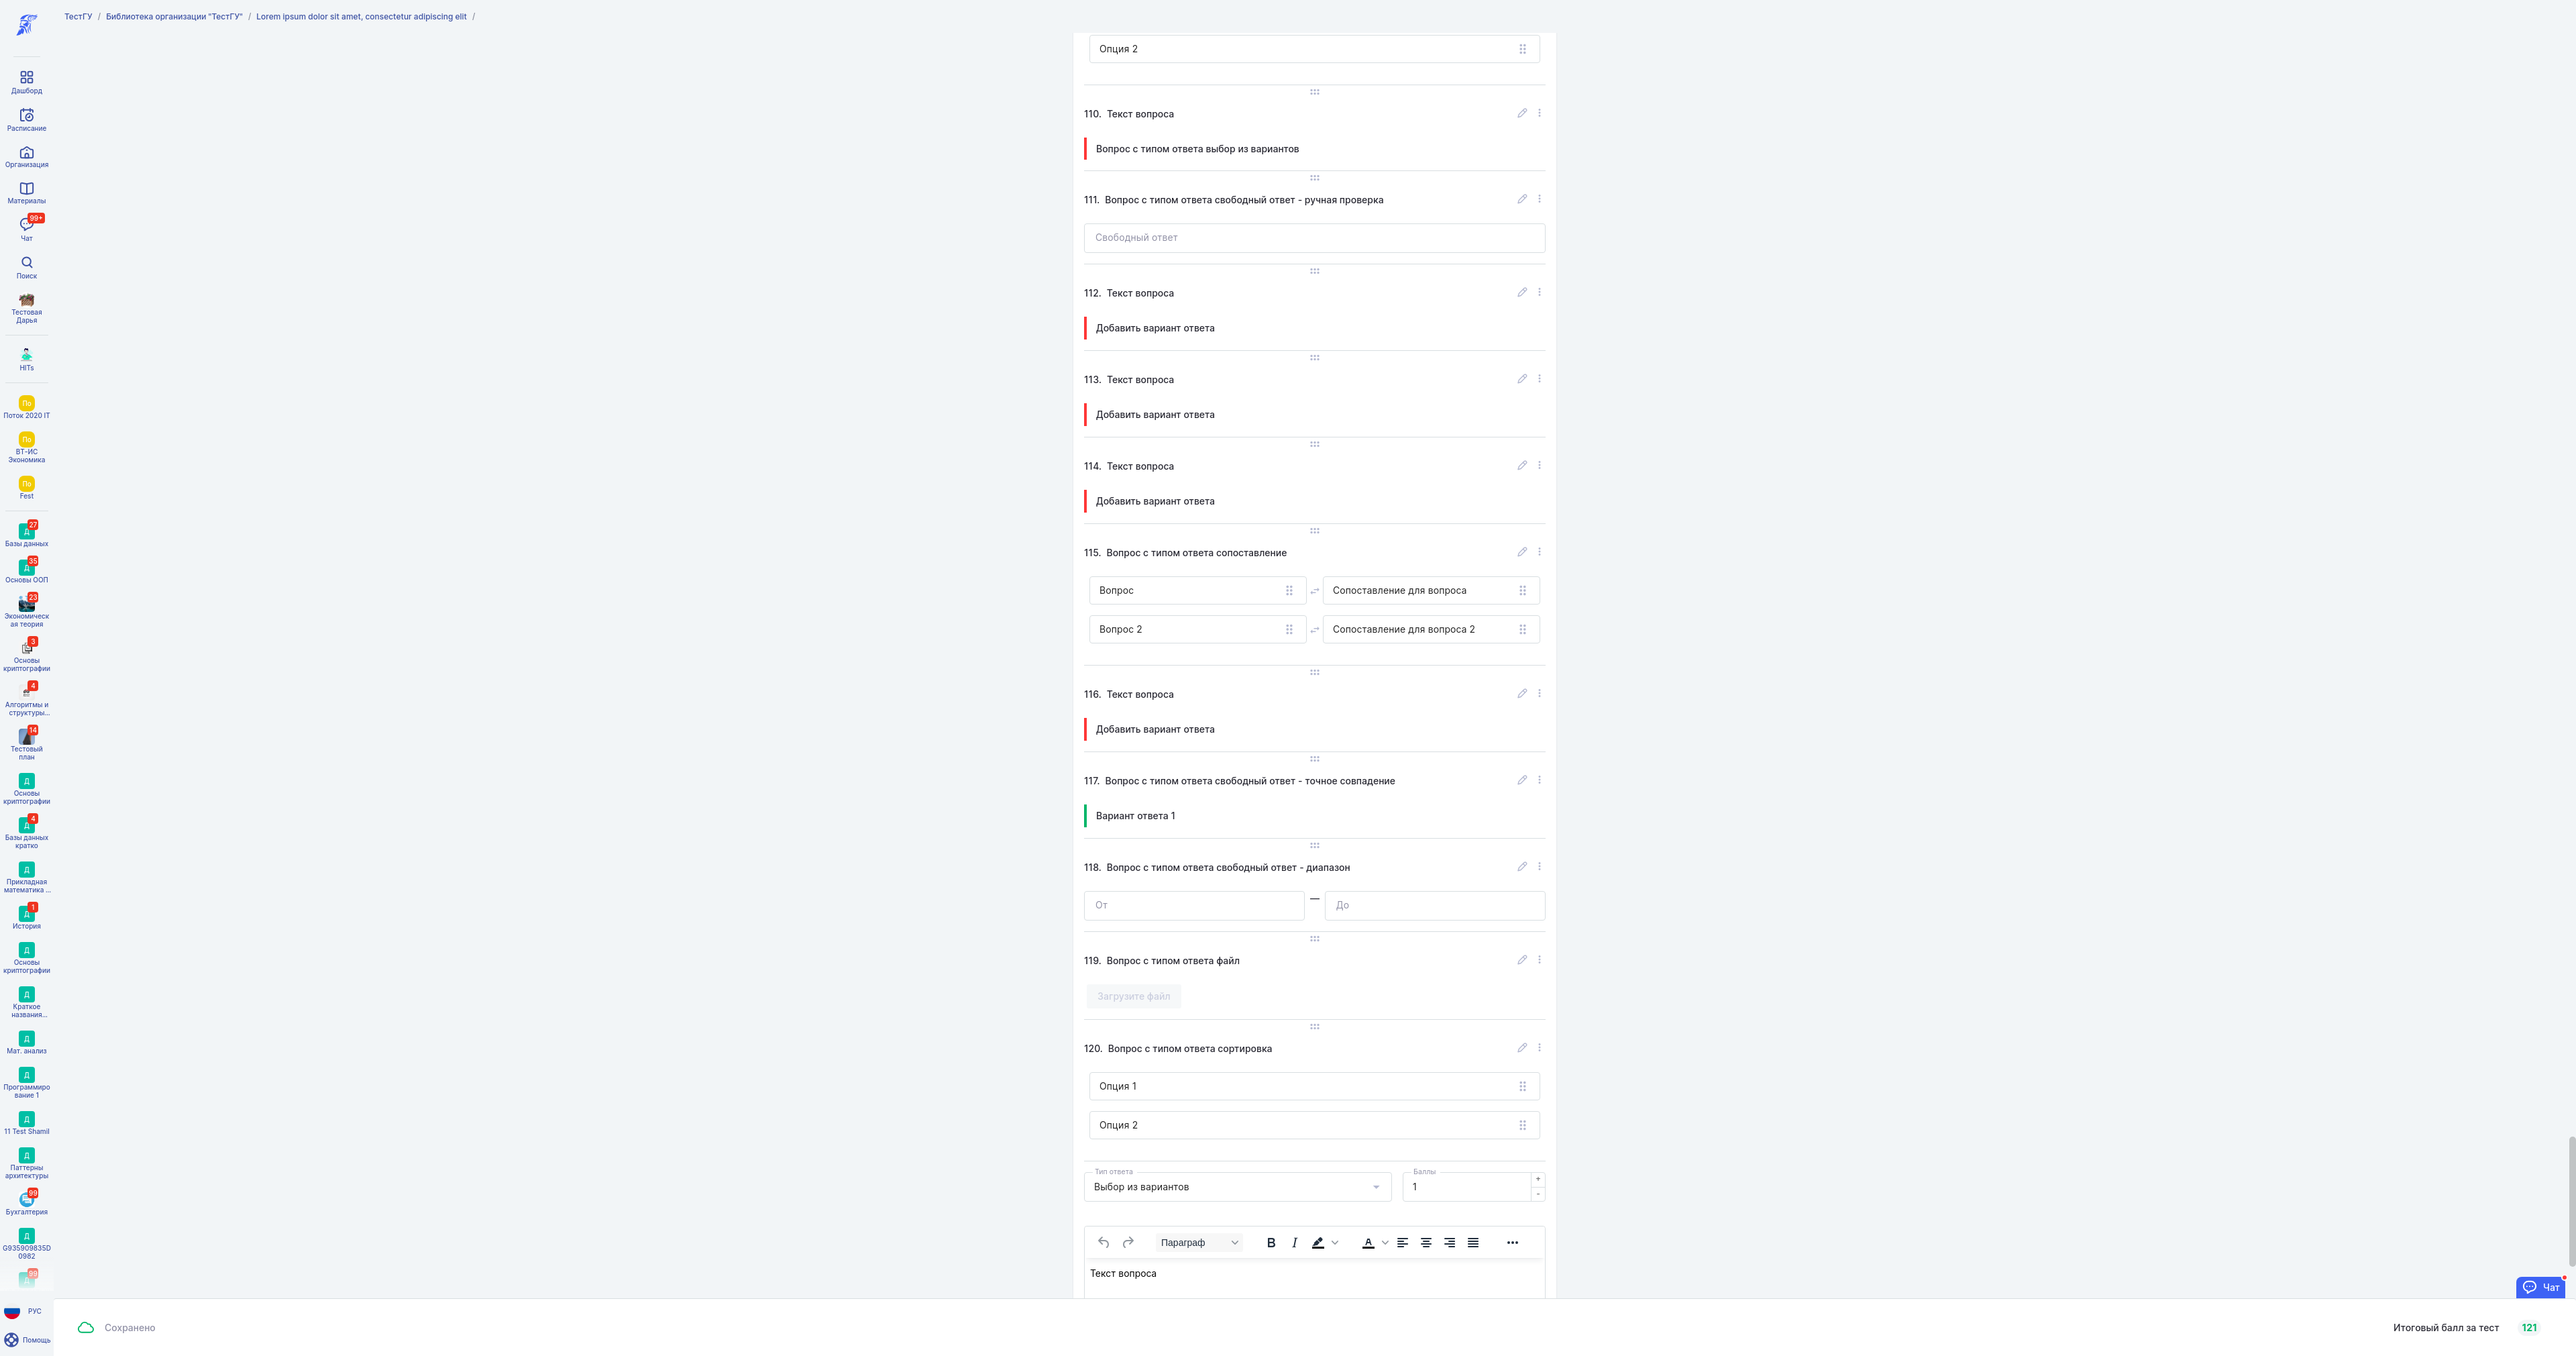 ТестГУ / Библиотека организации "ТестГУ" / Lorem ipsum dolor sit amet, consectetur adipiscing elit /
Дашборд
Расписание
Организация
Материалы
99+
Чат
Поиск
Тестовая
Дарья
HITs
По
Поток 2020 IT
По
ВТ-ИС
Экономика
По
Fest
27
Д
Базы данных
35
Д
Основы ООП
23
Экономическ
ая теория
3
Основы
криптографии
4
Алгоритмы и
структуры...
14
Тестовый
план
Д
Основы
криптографии
4
Д
Базы данных
кратко
Д
Прикладная
математика ...
1
Д
История
Д
Основы
криптографии
Д
Краткое
названия...
Д
Мат. анализ
Д
Программиро
вание 1
Д
11 Test Shamil
Д
Паттерны
архитектуры
99
Бухгалтерия
Д
G935909835D
0982
99
Д
РУС
Помощь
Опция 2
110. Текст вопроса
Вопрос с типом ответа выбор из вариантов
111. Вопрос с типом ответа свободный ответ - ручная проверка
Свободный ответ
112. Текст вопроса
Добавить вариант ответа
113. Текст вопроса
Добавить вариант ответа
114. Текст вопроса
Добавить вариант ответа
115. Вопрос с типом ответа сопоставление
Вопрос Сопоставление для вопроса
Вопрос 2 Сопоставление для вопроса 2
116. Текст вопроса
Добавить вариант ответа
117. Вопрос с типом ответа свободный ответ - точное совпадение
Вариант ответа 1
118. Вопрос с типом ответа свободный ответ - диапазон
От — До
119. Вопрос с типом ответа файл
Загрузите файл
120. Вопрос с типом ответа сортировка
Опция 1
Опция 2
Тип ответа Баллы
Выбор из вариантов 1 + -
Параграф B I A
Текст вопроса
Чат
Сохранено
Итоговый балл за тест 121